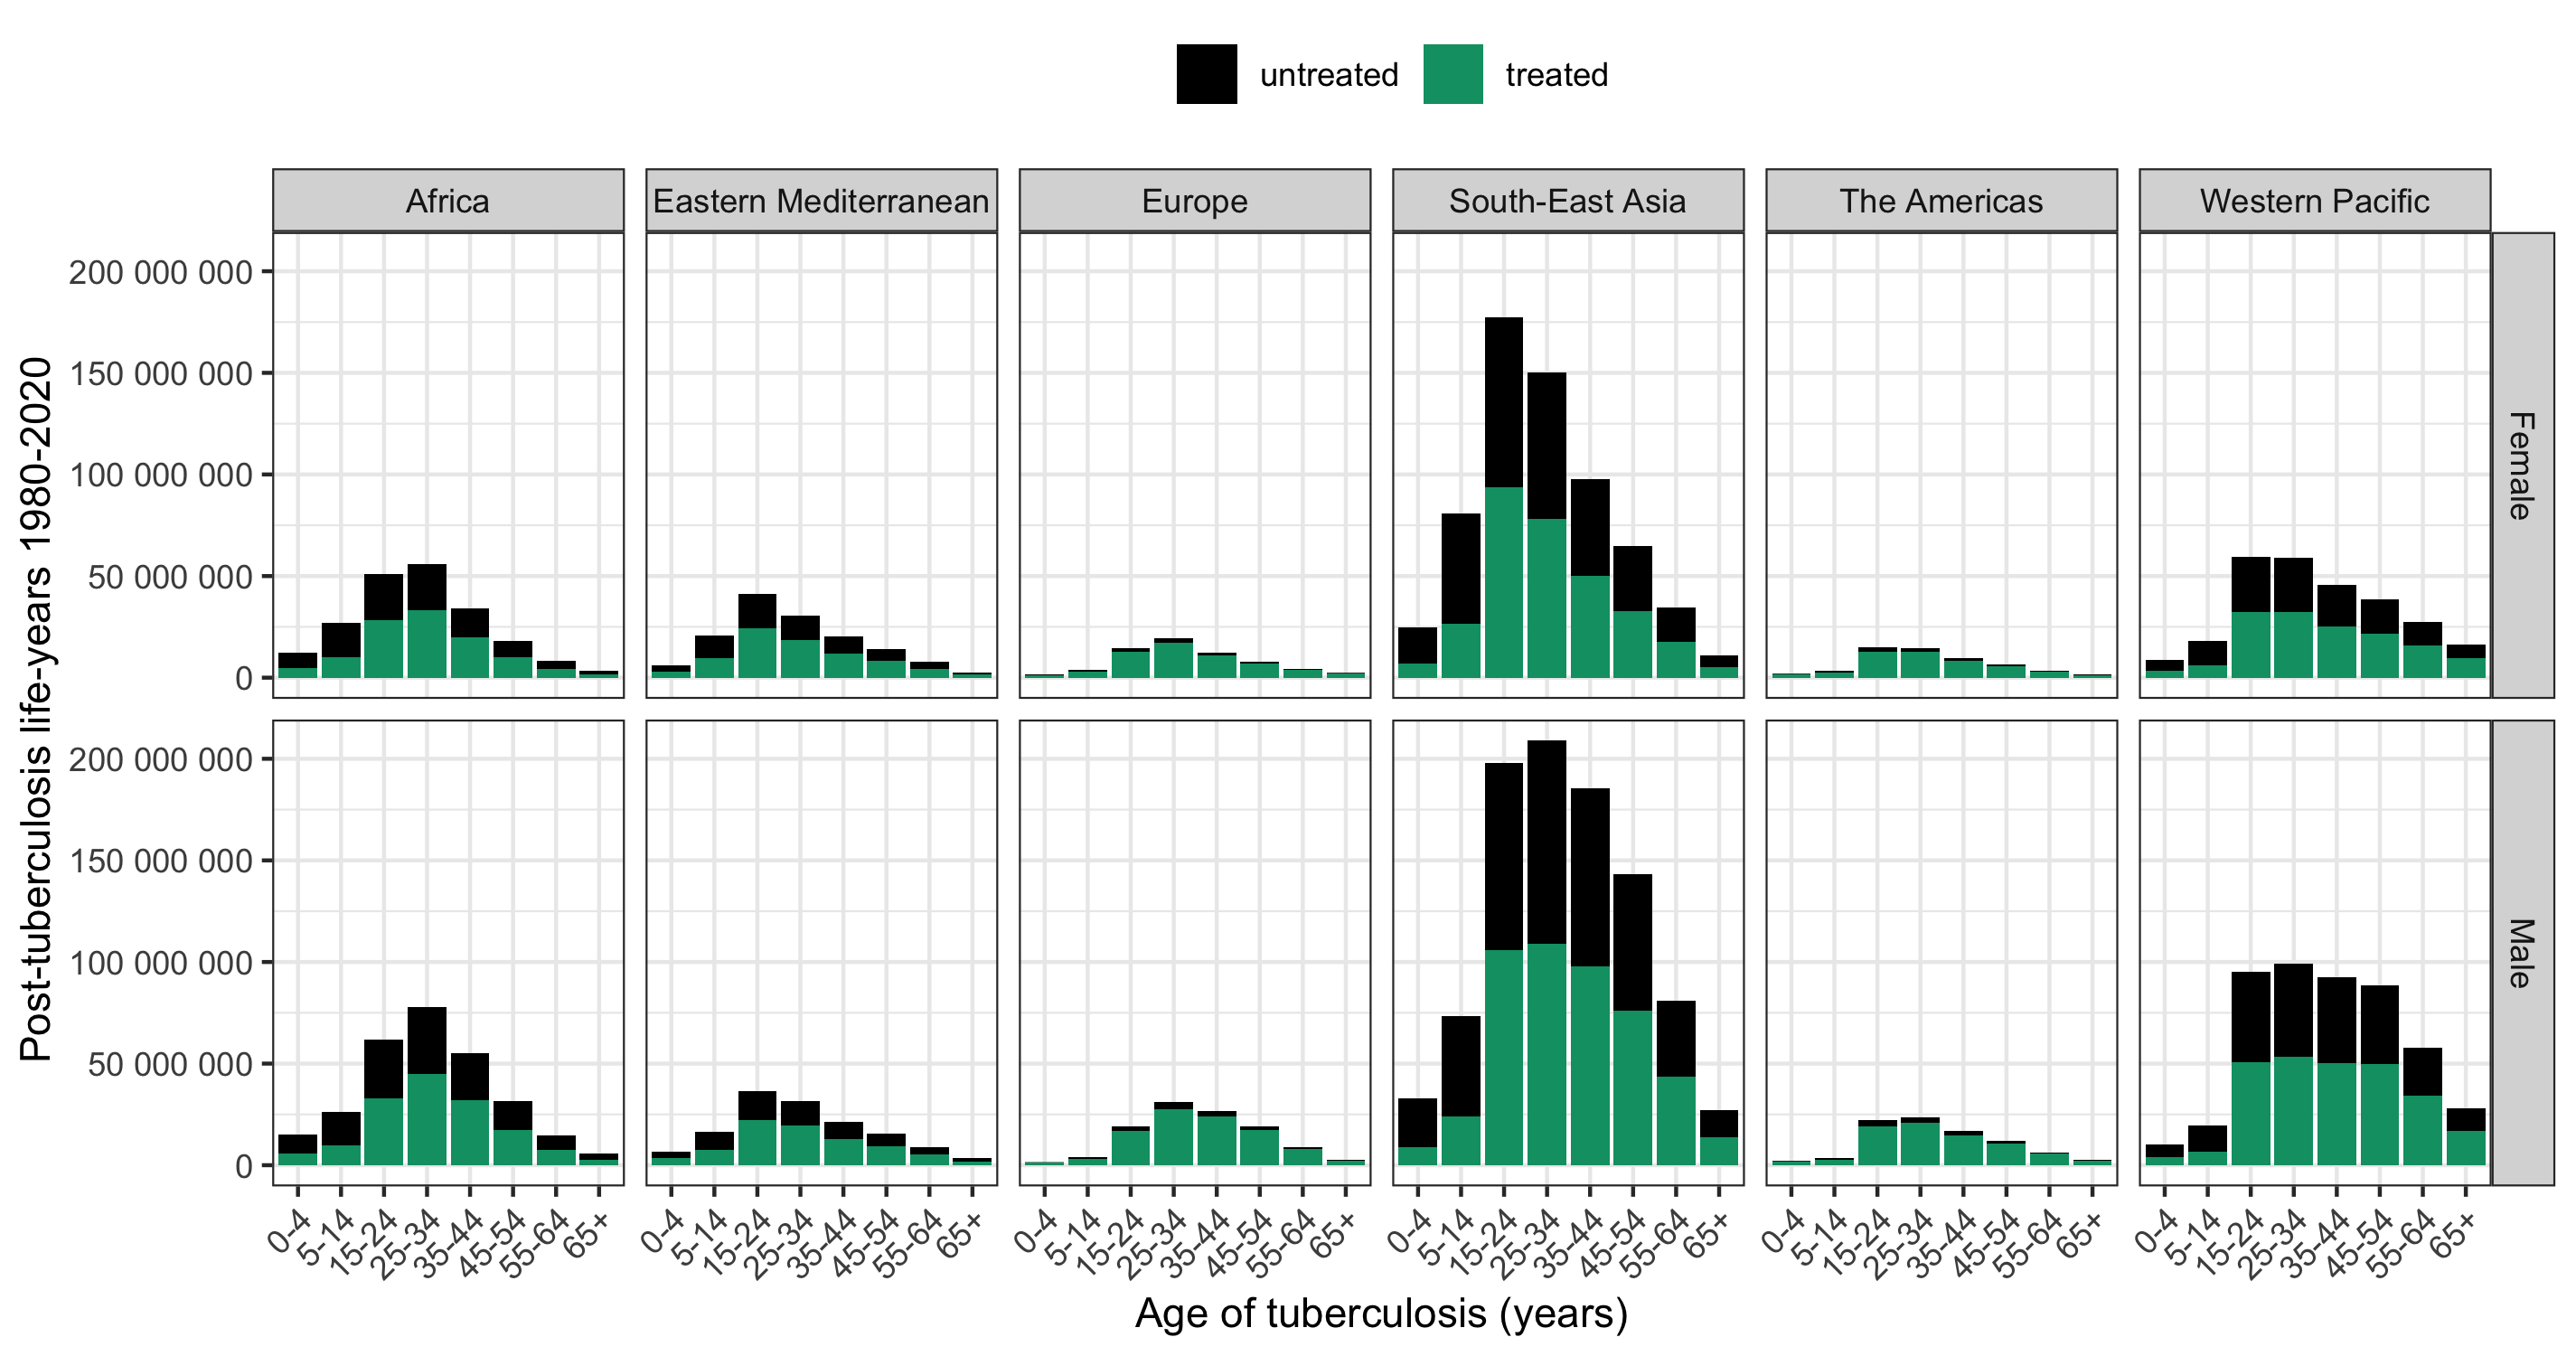 untreated treated
Africa Eastern Mediterranean Europe South-East Asia The Americas Western Pacific
Post-tuberculosis life-years 1980-2020
200 000 000
150 000 000
100 000 000
50 000 000
0
Female
200 000 000
150 000 000
100 000 000
50 000 000
0
Male
0-4 5-14 15-24 25-34 35-44 45-54 55-64 65+ 0-4 5-14 15-24 25-34 35-44 45-54 55-64 65+ 0-4 5-14 15-24 25-34 35-44 45-54 55-64 65+ 0-4 5-14 15-24 25-34 35-44 45-54 55-64 65+ 0-4 5-14 15-24 25-34 35-44 45-54 55-64 65+ 0-4 5-14 15-24 25-34 35-44 45-54 55-64 65+
Age of tuberculosis (years)